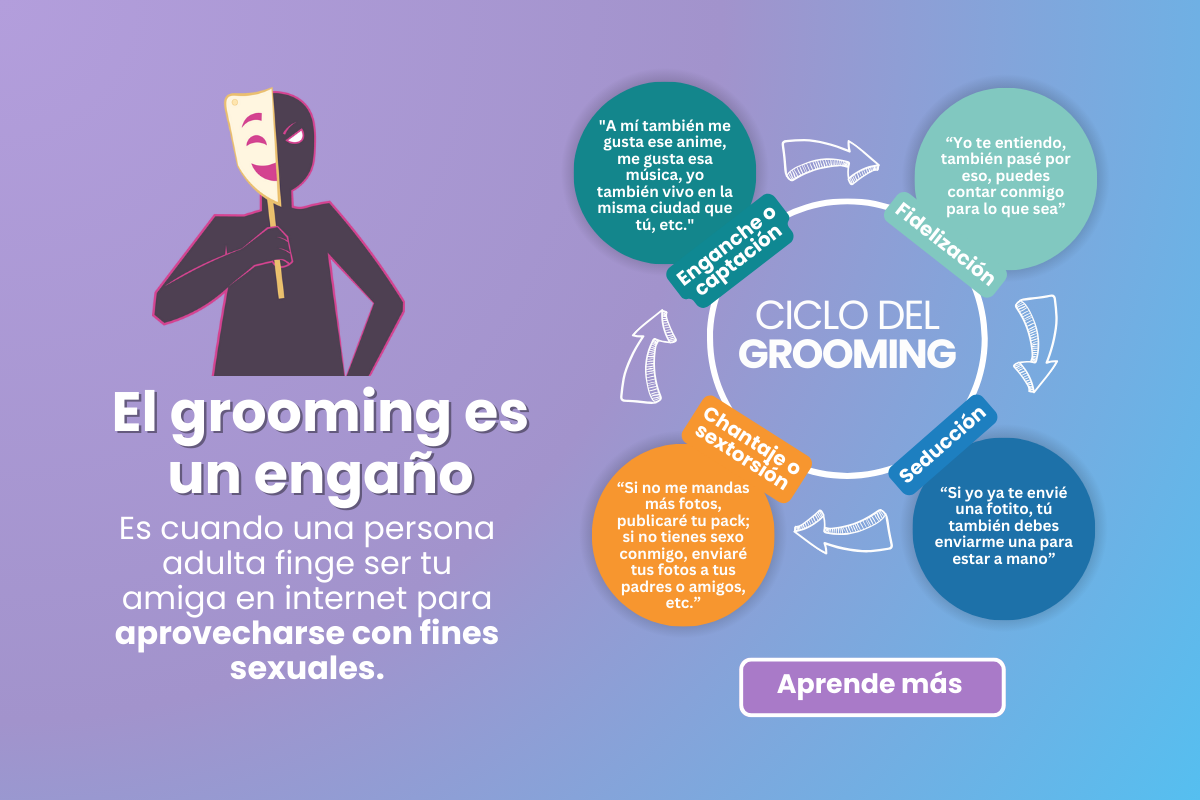 El grooming es
un engaño
Es cuando una persona
adulta finge ser tu
amiga en internet para
aprovecharse con fines
sexuales.
CICLO DEL
GROOMING
"A mí también me
gusta ese anime,
me gusta esa
música, yo
también vivo en la
misma ciudad que
tú, etc."
Enganche o
captación
“Yo te entiendo,
también pasé por
eso, puedes
contar conmigo
para lo que sea”
Fidelización
Seducción
“Si yo ya te envié
una fotito, tú
también debes
enviarme una para
estar a mano”
Chantaje o
sextorsión
“Si no me mandas
más fotos,
publicaré tu pack;
si no tienes sexo
conmigo, enviaré
tus fotos a tus
padres o amigos,
etc.”
Aprende más